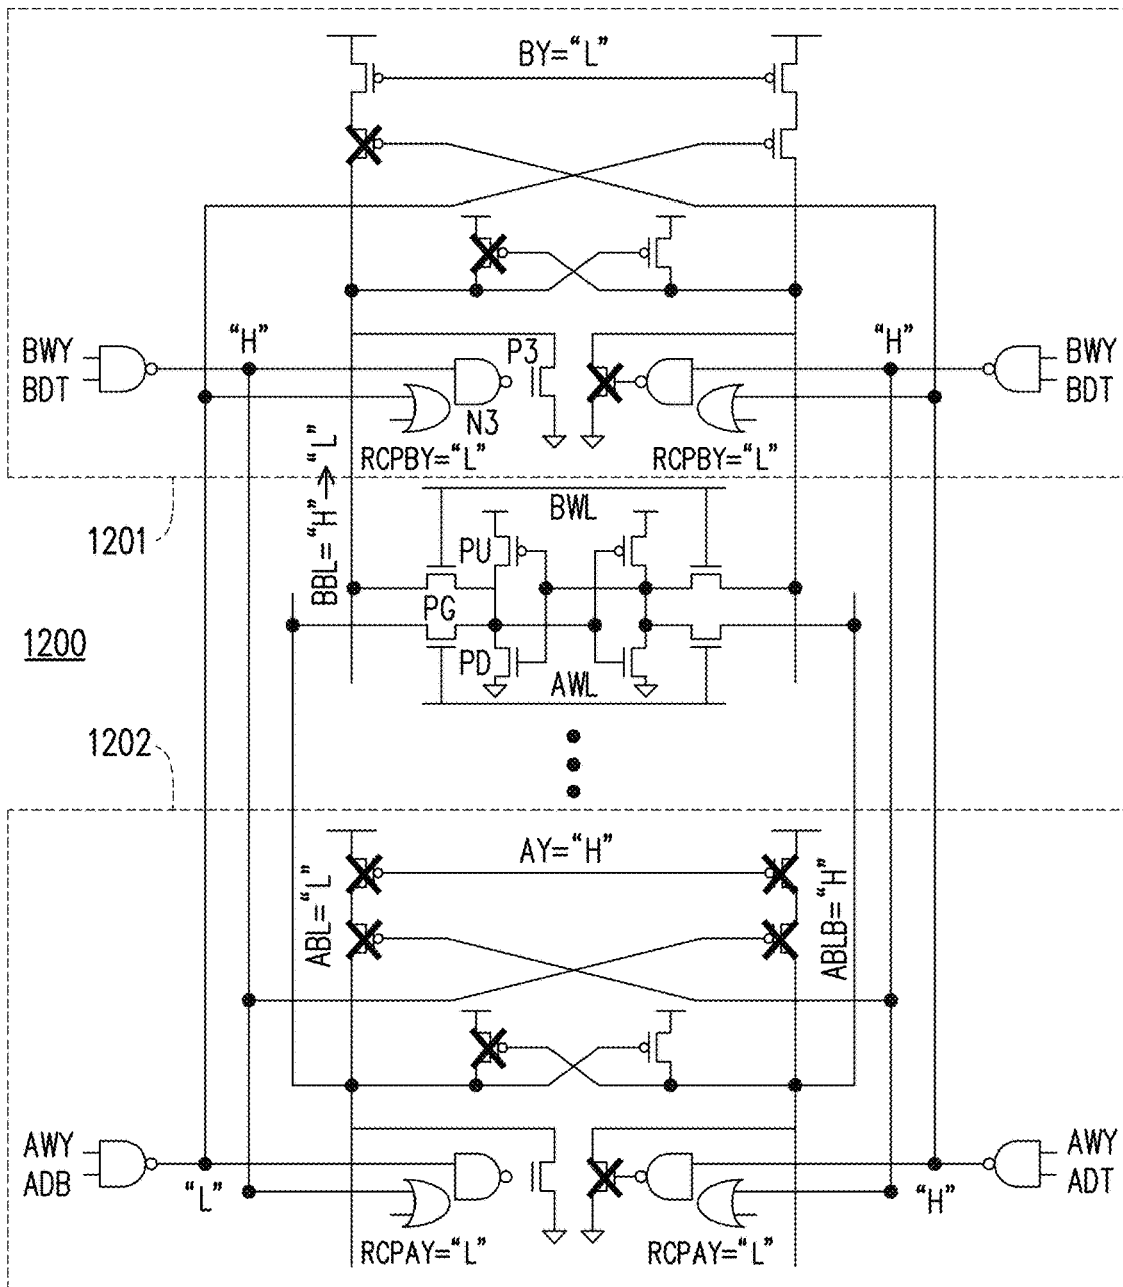 BY=“L”
BWY
BDT
“H”
P3
N3
“H”
BWY
BDT
RCPBY=“L”
RCPBY=“L”
1201
BBL=“H”→“L”
BWL
PU
PG
PD
AWL
1200
1202
AY=“H”
ABL=“L”
ABLB=“H”
AWY
ADB
“L”
“H”
AWY
ADT
RCPAY=“L”
RCPAY=“L”